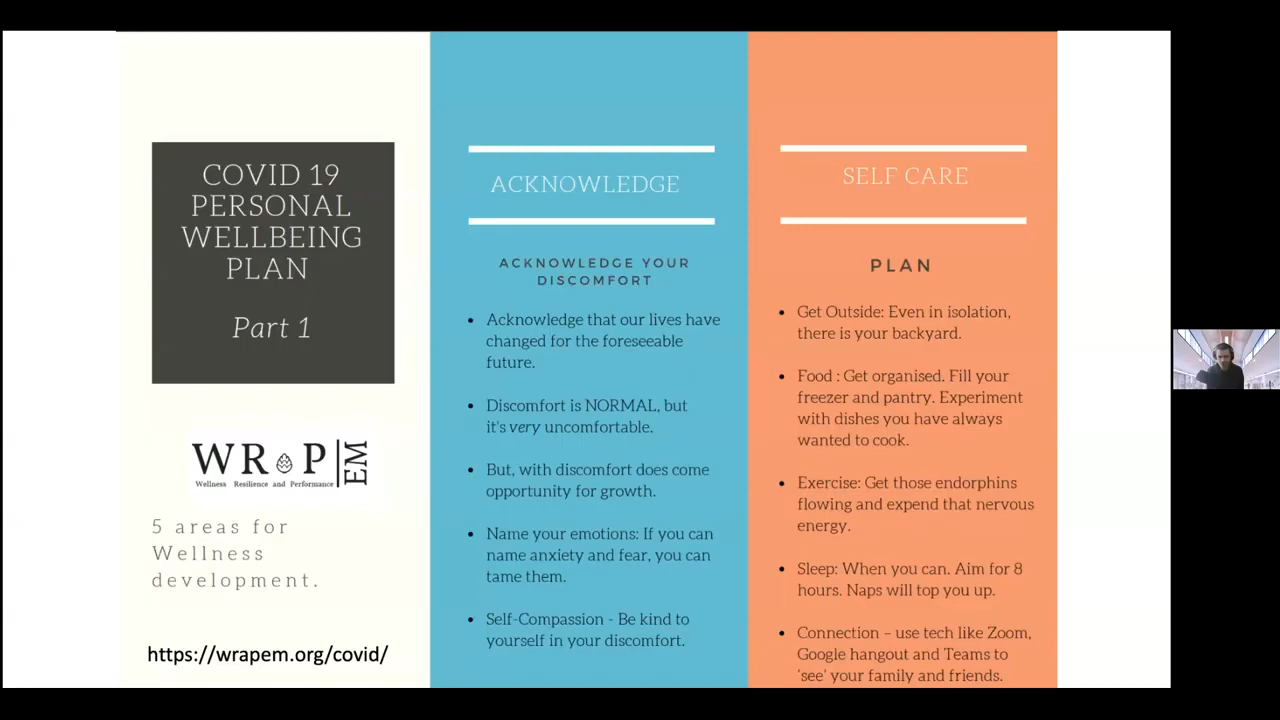 COVID 19
PERSONAL
WELLBEING
PLAN
Part 1
WRAP EM
Wellness Resilience and Performance
5 areas for
Wellness
development.
https://wrapem.org/covid/
ACKNOWLEDGE
ACKNOWLEDGE YOUR
DISCOMFORT
• Acknowledge that our lives have
changed for the foreseeable
future.
• Discomfort is NORMAL, but
it's very uncomfortable.
• But, with discomfort does come
opportunity for growth.
• Name your emotions: If you can
name anxiety and fear, you can
tame them.
• Self-Compassion - Be kind to
yourself in your discomfort.
SELF CARE
PLAN
• Get Outside: Even in isolation,
there is your backyard.
• Food : Get organised. Fill your
freezer and pantry. Experiment
with dishes you have always
wanted to cook.
• Exercise: Get those endorphins
flowing and expend that nervous
energy.
• Sleep: When you can. Aim for 8
hours. Naps will top you up.
• Connection – use tech like Zoom,
Google hangout and Teams to
'see' your family and friends.